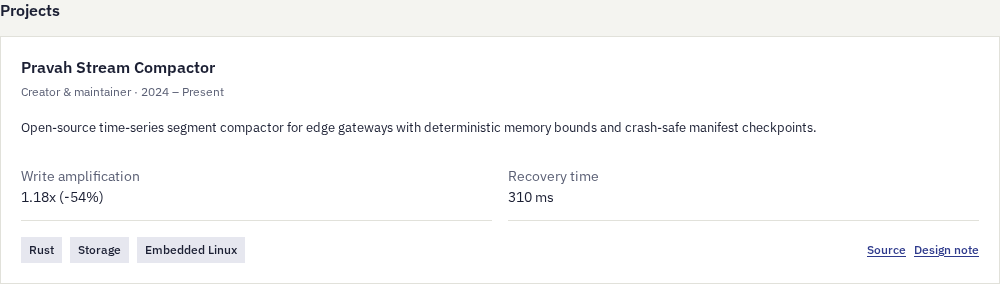 Projects
Pravah Stream Compactor
Creator & maintainer · 2024 – Present
Open-source time-series segment compactor for edge gateways with deterministic memory bounds and crash-safe manifest checkpoints.
Write amplification
1.18x (-54%)
Recovery time
310 ms
Rust Storage Embedded Linux
Source Design note